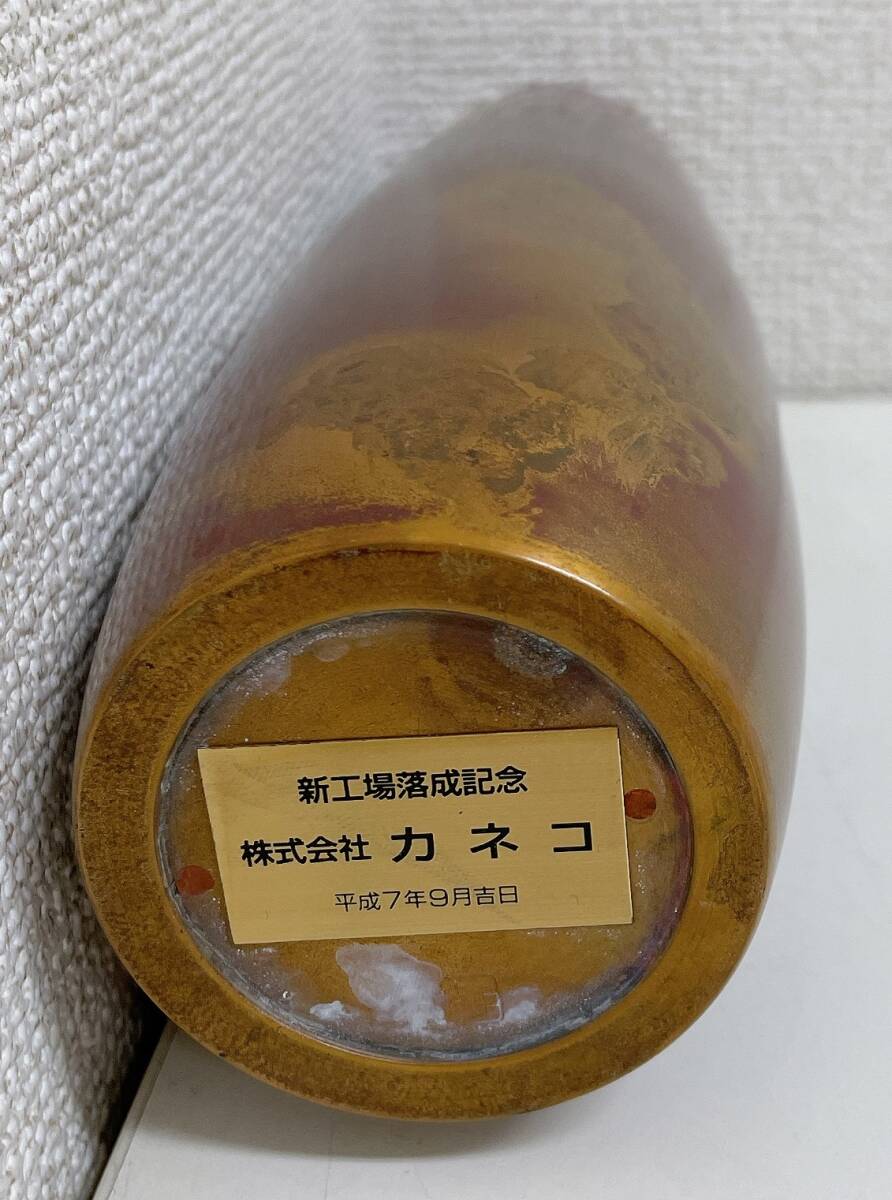 新工場落成記念
株式会社 カネコ
平成7年9月吉日